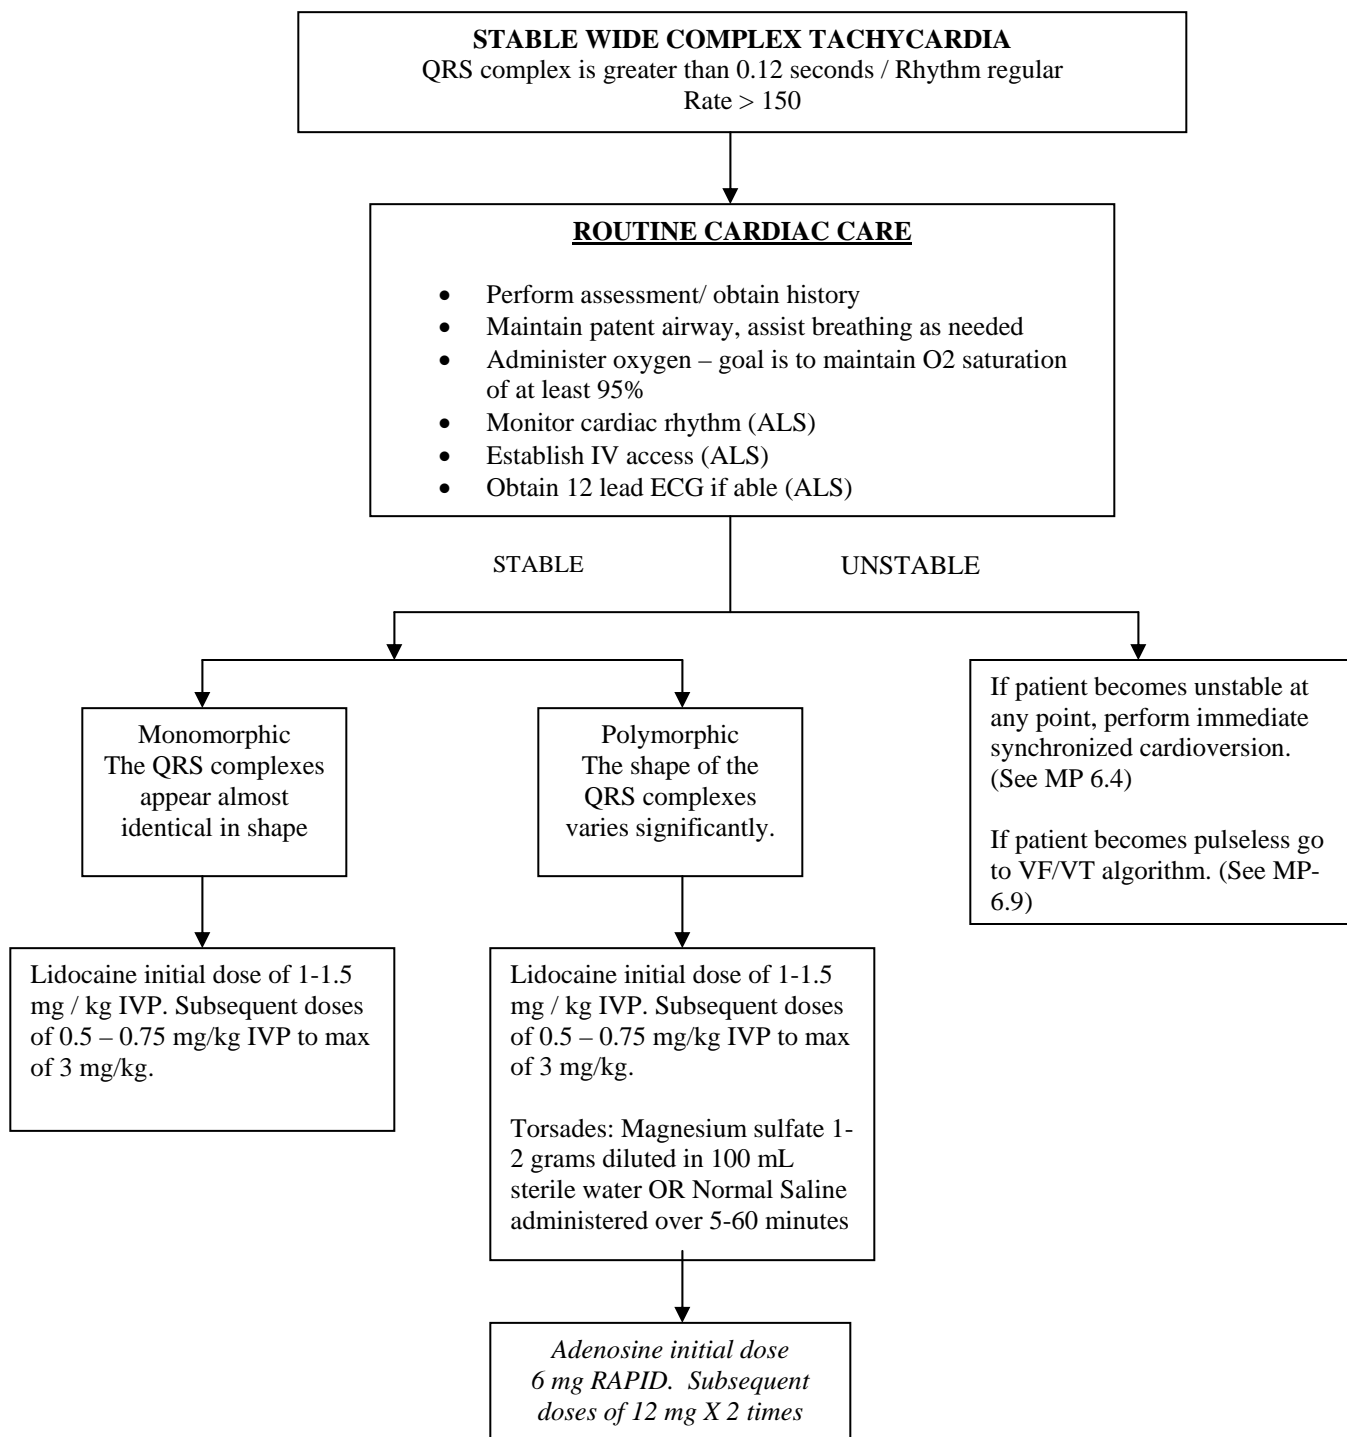 STABLE WIDE COMPLEX TACHYCARDIA
QRS complex is greater than 0.12 seconds / Rhythm regular
Rate > 150
ROUTINE CARDIAC CARE
• Perform assessment/ obtain history
• Maintain patent airway, assist breathing as needed
• Administer oxygen – goal is to maintain O2 saturation
of at least 95%
• Monitor cardiac rhythm (ALS)
• Establish IV access (ALS)
• Obtain 12 lead ECG if able (ALS)
STABLE
UNSTABLE
Monomorphic
The QRS complexes
appear almost
identical in shape
Polymorphic
The shape of the
QRS complexes
varies significantly.
If patient becomes unstable at
any point, perform immediate
synchronized cardioversion.
(See MP 6.4)
If patient becomes pulseless go
to VF/VT algorithm. (See MP-
6.9)
Lidocaine initial dose of 1-1.5
mg / kg IVP. Subsequent doses
of 0.5 – 0.75 mg/kg IVP to max
of 3 mg/kg.
Lidocaine initial dose of 1-1.5
mg / kg IVP. Subsequent doses
of 0.5 – 0.75 mg/kg IVP to max
of 3 mg/kg.
Torsades: Magnesium sulfate 1-
2 grams diluted in 100 mL
sterile water OR Normal Saline
administered over 5-60 minutes
Adenosine initial dose
6 mg RAPID.  Subsequent
doses of 12 mg X 2 times